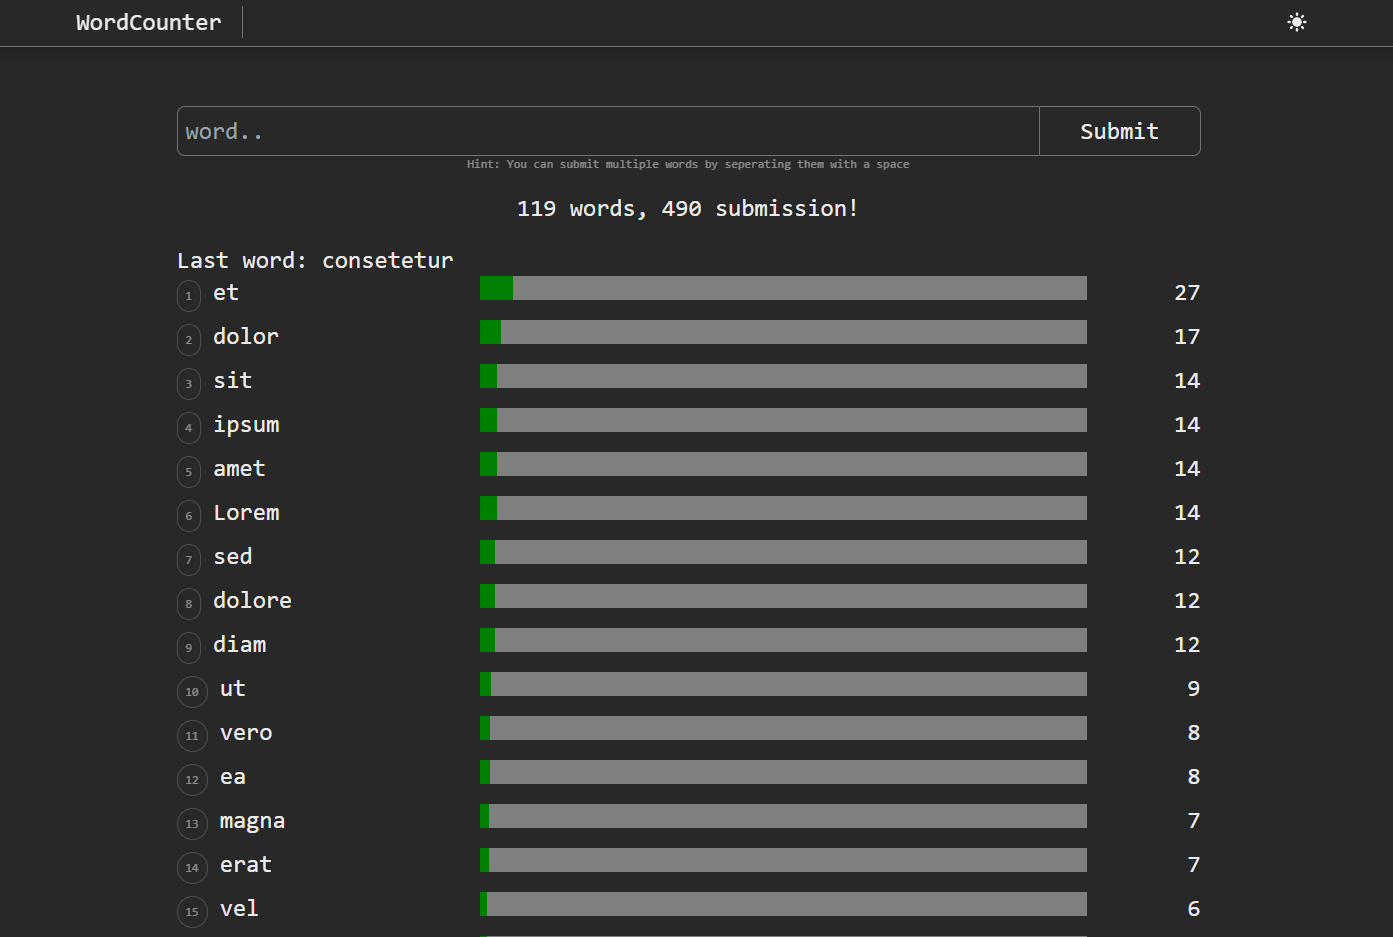 WordCounter
word..
Submit
Hint: You can submit multiple words by seperating them with a space
119 words, 490 submission!
Last word: consetetur
1 et 27
2 dolor 17
3 sit 14
4 ipsum 14
5 amet 14
6 Lorem 14
7 sed 12
8 dolore 12
9 diam 12
10 ut 9
11 vero 8
12 ea 8
13 magna 7
14 erat 7
15 vel 6